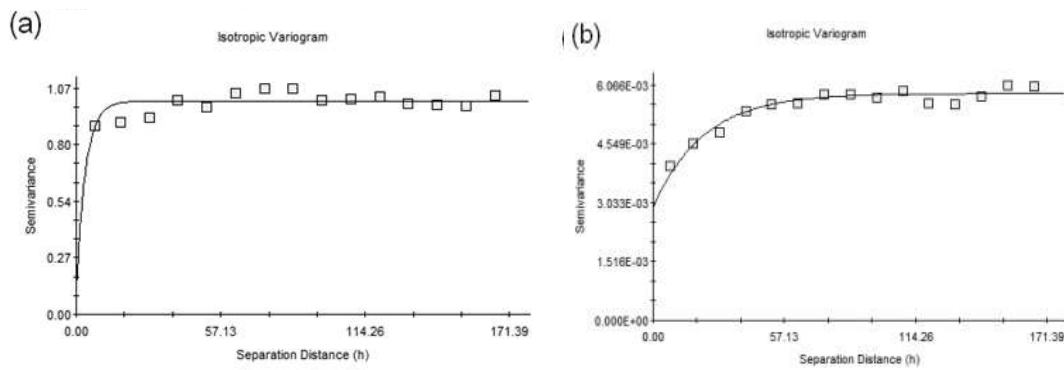 (a)
Isotropic Variogram
1.07
0.80
0.54
0.27
0.00
Semivariance
0.00 57.13 114.26 171.39
Separation Distance (h)
(b)
Isotropic Variogram
6.066E-03
4.549E-03
3.033E-03
1.516E-03
0.000E+00
Semivariance
0.00 57.13 114.26 171.39
Separation Distance (h)